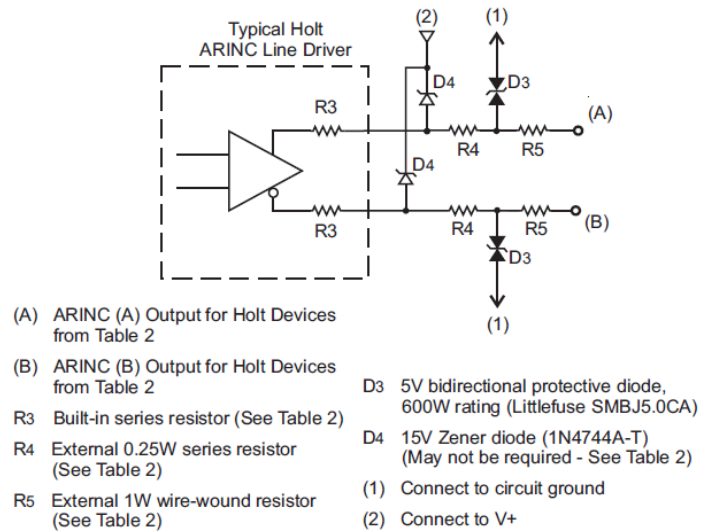 Typical Holt
ARINC Line Driver
(2)
(1)
D4
D3
R3
(A)
R4
R5
D4
R3
R4
R5
(B)
D3
(1)
(A) ARINC (A) Output for Holt Devices
from Table 2
(B) ARINC (B) Output for Holt Devices
from Table 2
R3 Built-in series resistor (See Table 2)
R4 External 0.25W series resistor
(See Table 2)
R5 External 1W wire-wound resistor
(See Table 2)
D3 5V bidirectional protective diode,
600W rating (Littlefuse SMBJ5.0CA)
D4 15V Zener diode (1N4744A-T)
(May not be required - See Table 2)
(1) Connect to circuit ground
(2) Connect to V+